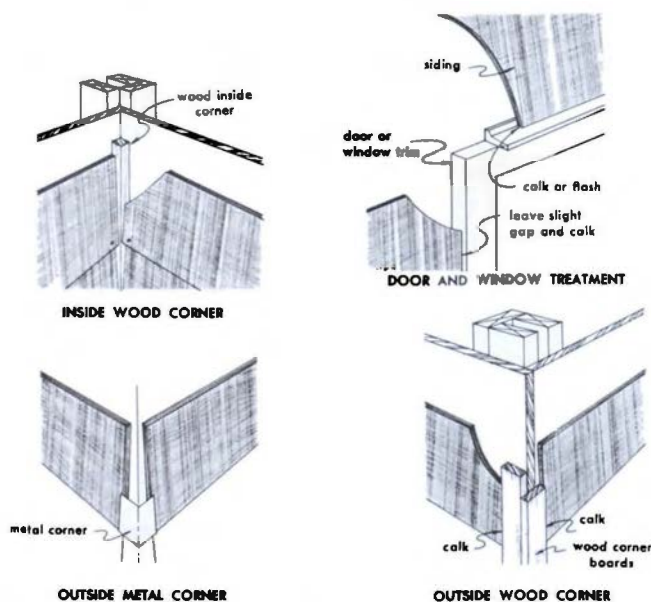 wood inside
corner
INSIDE WOOD CORNER
siding
door or
window trim
calk or flash
leave slight
gap and calk
DOOR AND WINDOW TREATMENT
metal corner
OUTSIDE METAL CORNER
calk
calk
wood corner
boards
OUTSIDE WOOD CORNER